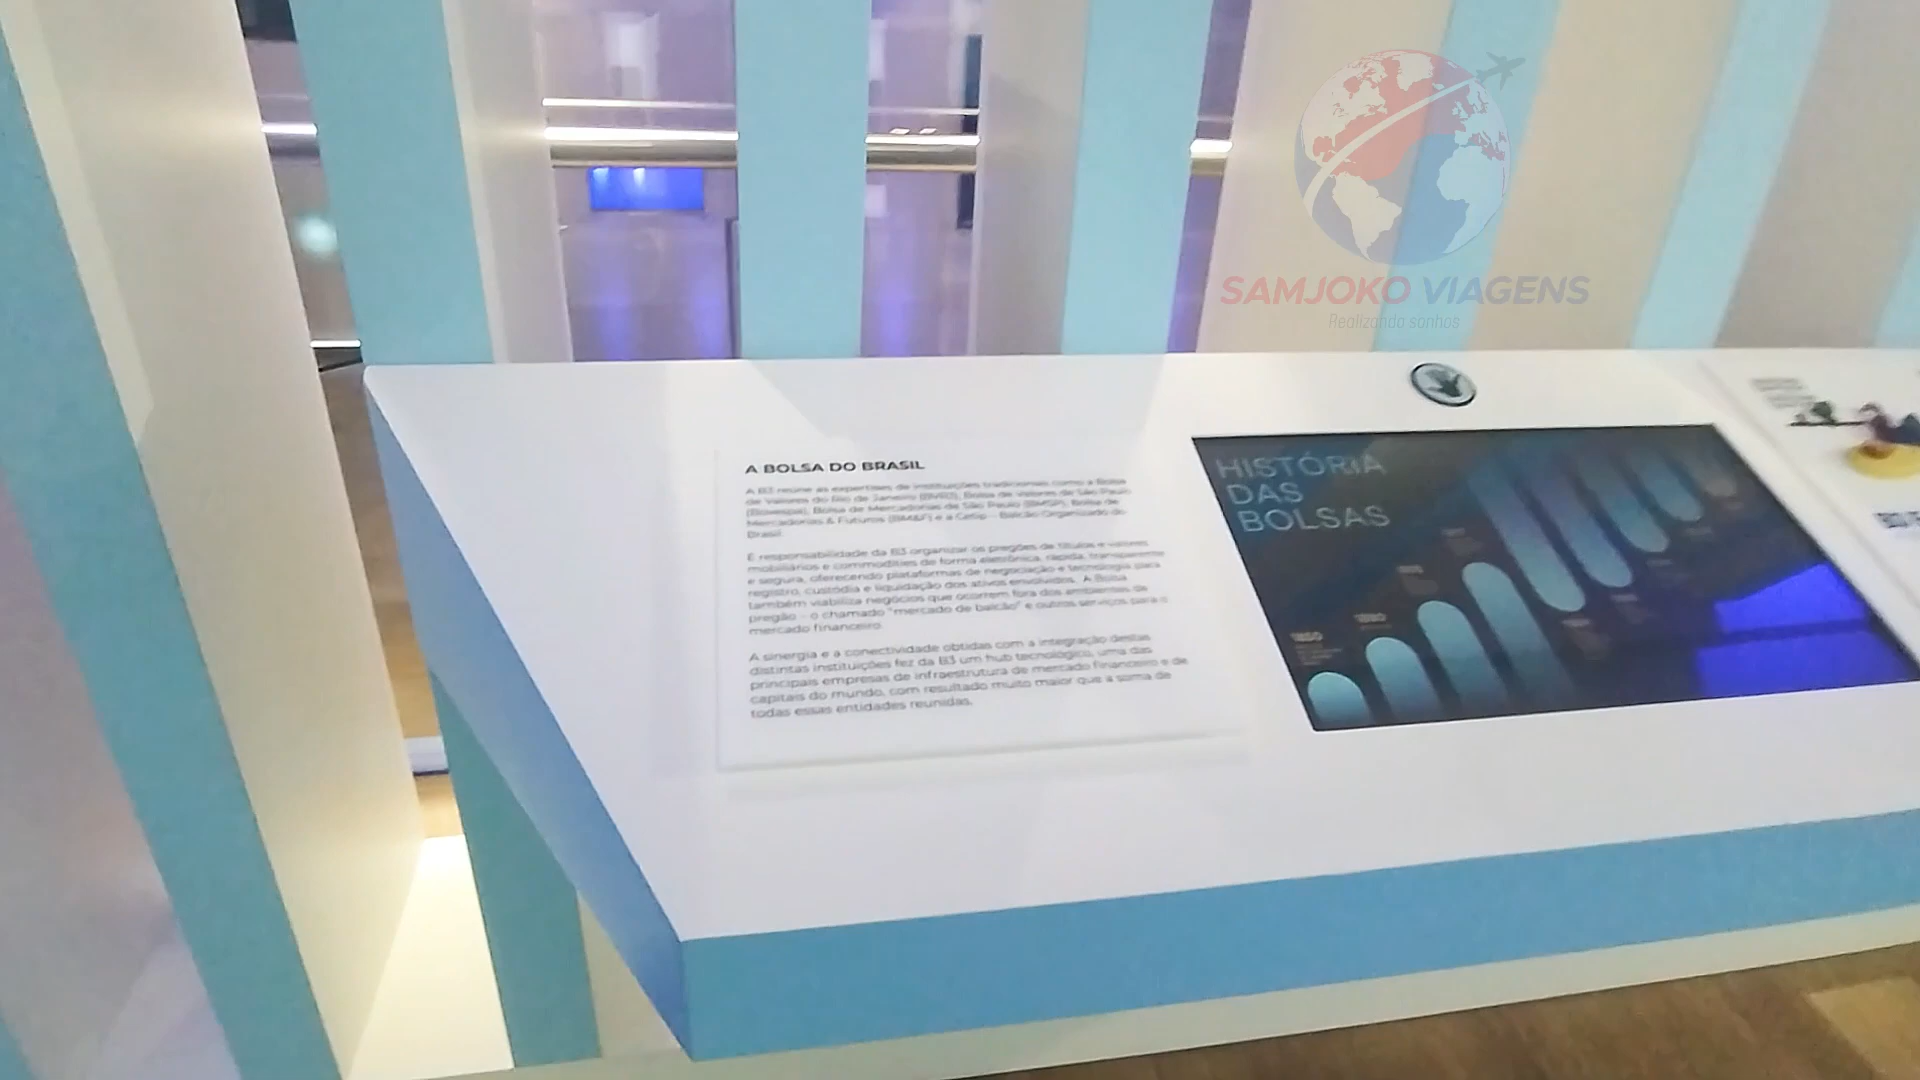 SAMJOKO VIAGENS
Realizando sonhos
A BOLSA DO BRASIL
A B3 reúne as expertises de instituições tradicionais como a Bolsa
de Valores do Rio de Janeiro (BVRJ), Bolsa de Valores de São Paulo
(Bovespa), Bolsa de Mercadorias de São Paulo (BMSP), Bolsa de
Mercadorias & Futuros (BM&F) e a Cetip - Balcão Organizado do
Brasil.
É responsabilidade da B3 organizar os pregões de títulos e valores
mobiliários e commodities de forma eletrônica, rápida, transparente
e segura, oferecendo plataformas de negociação e tecnologia para
registro, custódia e liquidação dos ativos envolvidos. A Bolsa
também viabiliza negócios que ocorrem fora dos ambientes de
pregão - o chamado "mercado de balcão" e outros serviços para o
mercado financeiro.
A sinergia e a conectividade obtidas com a integração destas
distintas instituições fez da B3 um hub tecnológico, uma das
principais empresas de infraestrutura de mercado financeiro e de
capitais do mundo, com resultado muito maior que a soma de
todas essas entidades reunidas.
HISTÓRIA
DAS
BOLSAS
1850